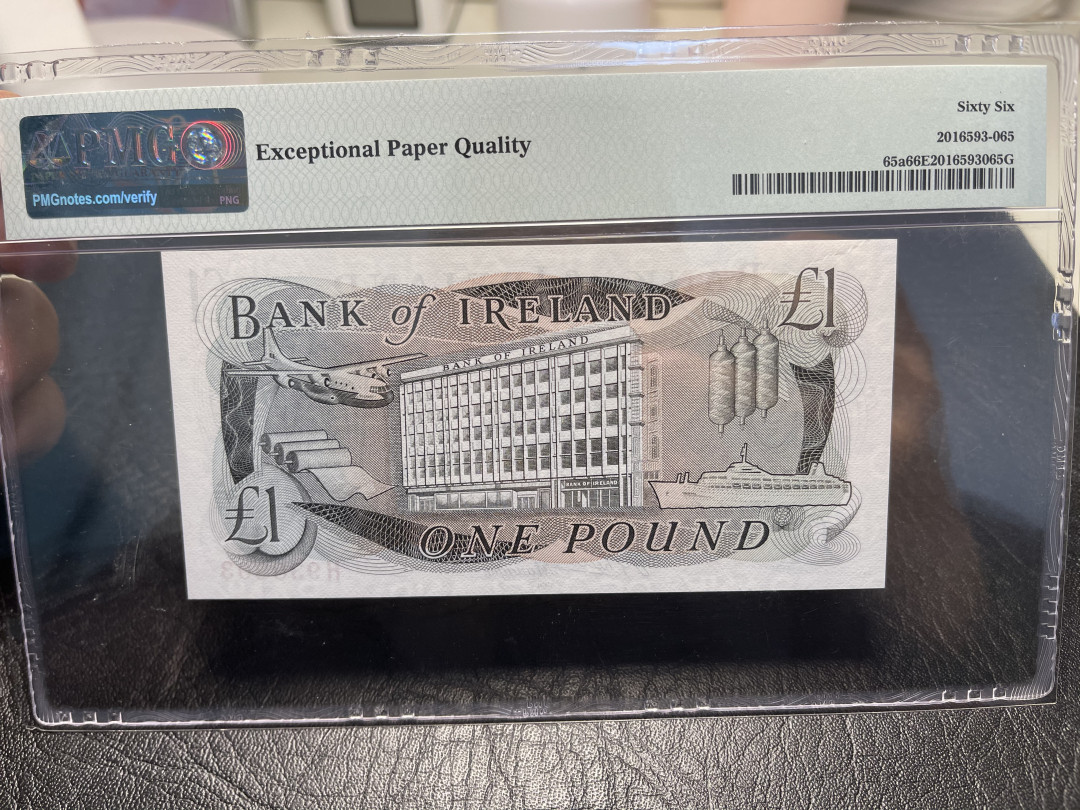 Sixty Six
PMG
Exceptional Paper Quality
2016593-065
65a66E2016593065G
PMGnotes.com/verify
PNG
BANK of IRELAND
£1
BANK OF IRELAND
BANK OF IRELAND
£1
ONE POUND